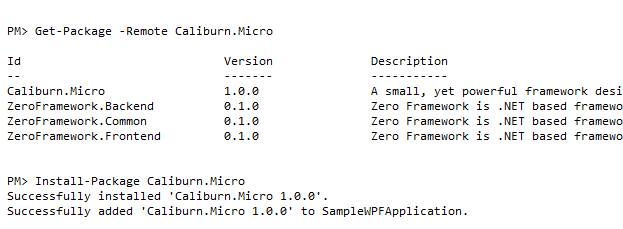 PM> Get-Package -Remote Caliburn.Micro
Id Version Description
-- ------- -----------
Caliburn.Micro 1.0.0 A small, yet powerful framework desi
ZeroFramework.Backend 0.1.0 Zero Framework is .NET based framewo
ZeroFramework.Common 0.1.0 Zero Framework is .NET based framewo
ZeroFramework.Frontend 0.1.0 Zero Framework is .NET based framewo
PM> Install-Package Caliburn.Micro
Successfully installed 'Caliburn.Micro 1.0.0'.
Successfully added 'Caliburn.Micro 1.0.0' to SampleWPFApplication.